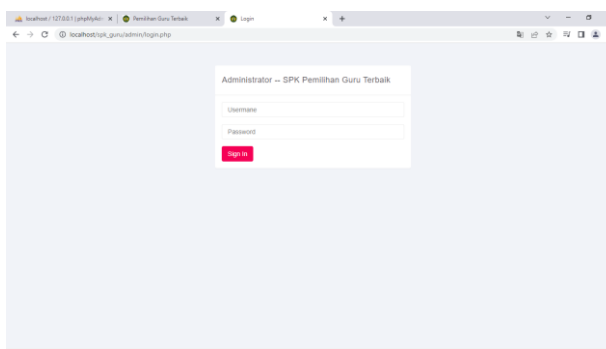 localhost / 127.0.0.1 | phpMyAdm
Pemilihan Guru Terbaik
Login
localhost/spk_guru/admin/login.php
Administrator -- SPK Pemilihan Guru Terbaik
Username
Password
Sign In